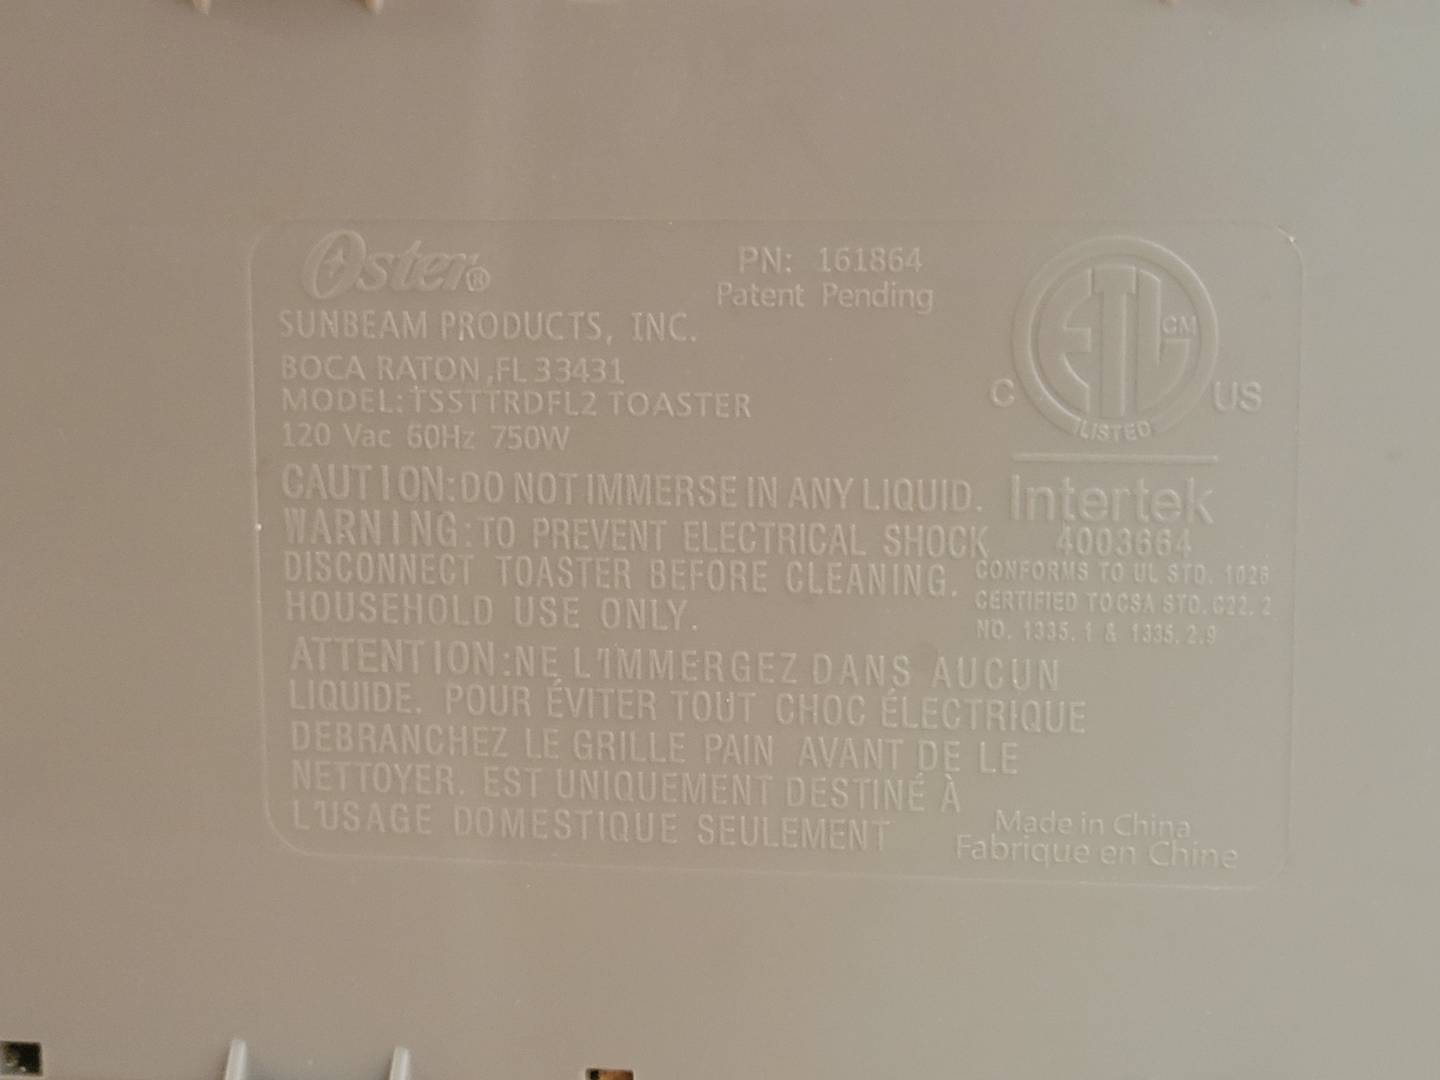 Oster®
PN: 161864
Patent Pending
SUNBEAM PRODUCTS, INC.
BOCA RATON ,FL 33431
MODEL: TSSTTRDFL2 TOASTER
120 Vac 60Hz 750W
ETL CM
C US
LISTED
Intertek
4003664
CONFORMS TO UL STD. 1026
CERTIFIED TO CSA STD. C22. 2
NO. 1335. 1 & 1335. 2.9
CAUTION: DO NOT IMMERSE IN ANY LIQUID.
WARNING: TO PREVENT ELECTRICAL SHOCK
DISCONNECT TOASTER BEFORE CLEANING.
HOUSEHOLD USE ONLY.
ATTENTION: NE L'IMMERGEZ DANS AUCUN
LIQUIDE. POUR ÉVITER TOUT CHOC ÉLECTRIQUE
DEBRANCHEZ LE GRILLE PAIN AVANT DE LE
NETTOYER. EST UNIQUEMENT DESTINÉ À
L'USAGE DOMESTIQUE SEULEMENT
Made in China
Fabrique en Chine